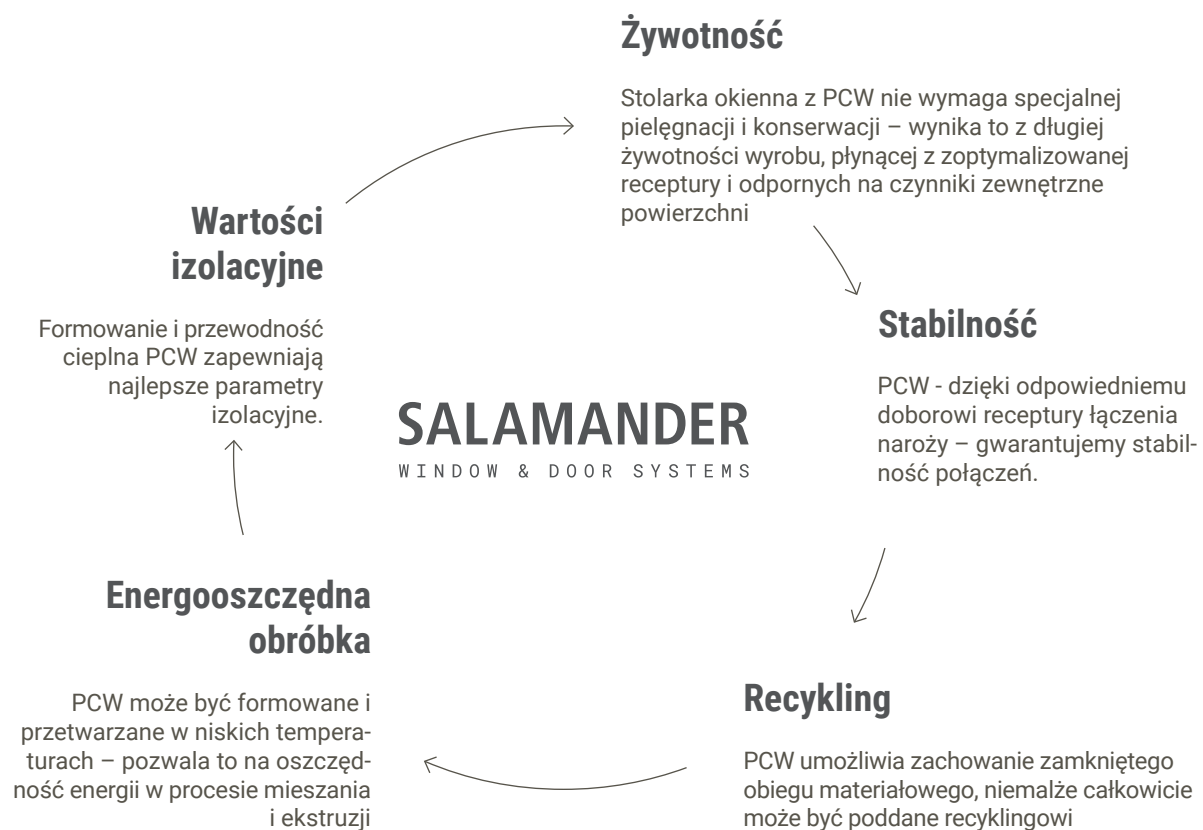 Żywotność
Stolarka okienna z PCW nie wymaga specjalnej
pielęgnacji i konserwacji – wynika to z długiej
żywotności wyrobu, płynącej z zoptymalizowanej
receptury i odpornych na czynniki zewnętrzne
powierzchni
Stabilność
PCW - dzięki odpowiedniemu
doborowi receptury łączenia
naroży – gwarantujemy stabil-
ność połączeń.
Recykling
PCW umożliwia zachowanie zamkniętego
obiegu materiałowego, niemalże całkowicie
może być poddane recyklingowi
Energooszczędna
obróbka
PCW może być formowane i
przetwarzane w niskich tempera-
turach – pozwala to na oszczęd-
ność energii w procesie mieszania
i ekstruzji
Wartości
izolacyjne
Formowanie i przewodność
cieplna PCW zapewniają
najlepsze parametry
izolacyjne.
SALAMANDER
WINDOW & DOOR SYSTEMS